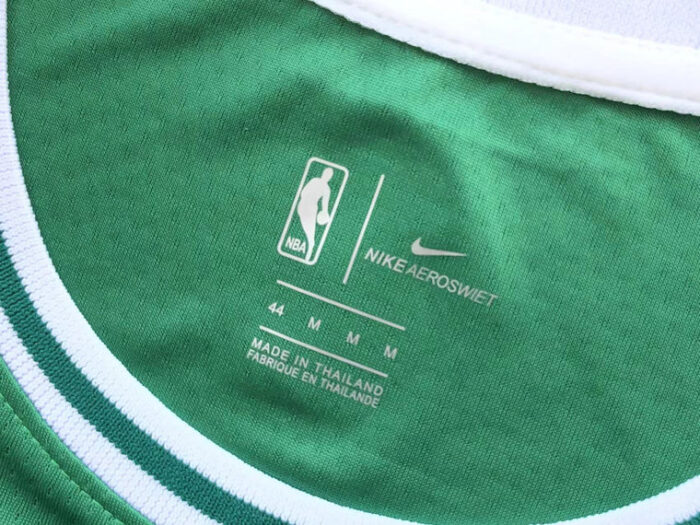 NBA
NIKE AEROSWIET
44 M M M
MADE IN THAILAND
FABRIQUE EN THAILANDE